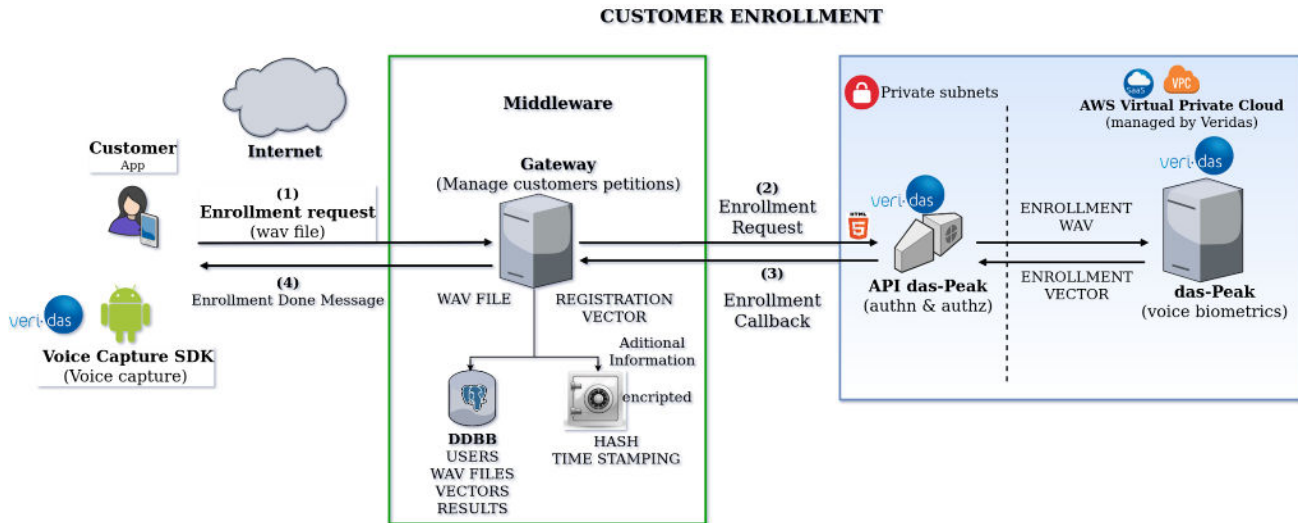 CUSTOMER ENROLLMENT
Customer
App
Internet
(1)
Enrollment request
(wav file)
(4)
Enrollment Done Message
veri·das
Voice Capture SDK
(Voice capture)
Middleware
Gateway
(Manage customers petitions)
WAV FILE
REGISTRATION
VECTOR
Aditional
Information
encripted
DDBB
USERS
WAV FILES
VECTORS
RESULTS
HASH
TIME STAMPING
(2)
Enrollment
Request
(3)
Enrollment
Callback
Private subnets
SaaS
VPC
AWS Virtual Private Cloud
(managed by Veridas)
HTML
5
veri·das
API das-Peak
(authn & authz)
ENROLLMENT
WAV
ENROLLMENT
VECTOR
veri·das
das-Peak
(voice biometrics)